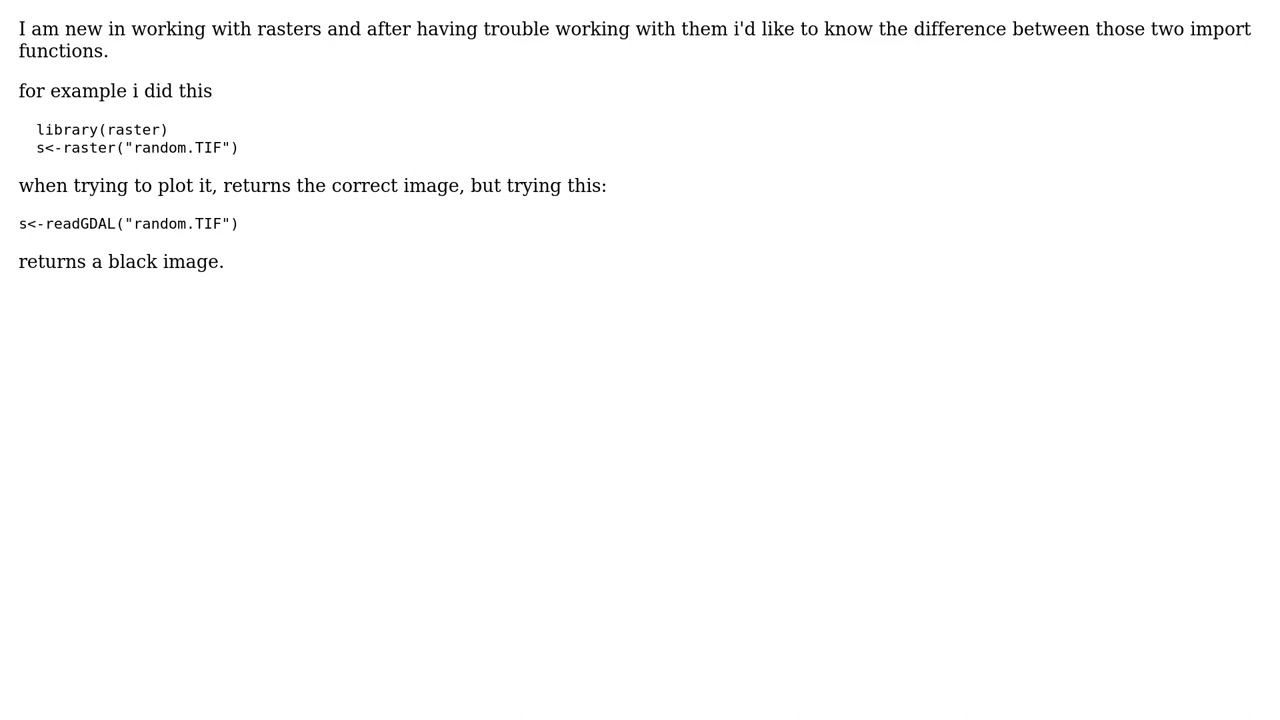 I am new in working with rasters and after having trouble working with them i'd like to know the difference between those two import
functions.
for example i did this
library(raster)
s<-raster("random.TIF")
when trying to plot it, returns the correct image, but trying this:
s<-readGDAL("random.TIF")
returns a black image.